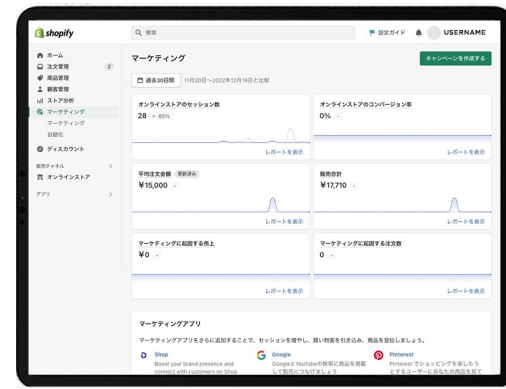 shopify
検索
設定ガイド
USERNAME
ホーム
注文管理
2
商品管理
顧客管理
ストア分析
マーケティング
マーケティング
自動化
ディスカウント
販売チャネル
オンラインストア
アプリ
マーケティング
キャンペーンを作成する
過去30日間
11月20日〜2022年12月19日と比較
オンラインストアのセッション数
28
85%
レポートを表示
オンラインストアのコンバージョン率
0% -
レポートを表示
平均注文金額 更新済み
¥15,000 -
レポートを表示
販売合計
¥17,710 -
レポートを表示
マーケティングに起因する売上
¥0 -
レポートを表示
マーケティングに起因する注文数
0 -
レポートを表示
マーケティングアプリ
マーケティングアプリをさらに追加することで、セッションを増やし、買い物客を引き込み、商品を宣伝しましょう。
Shop
Boost your brand presence and
connect with customers on Shop
Google
GoogleとYouTubeの検索に商品を掲載
して販売につなげましょう
Pinterest
Pinterest でショッピングを楽しもう
とするユーザーにあなたの商品を見て